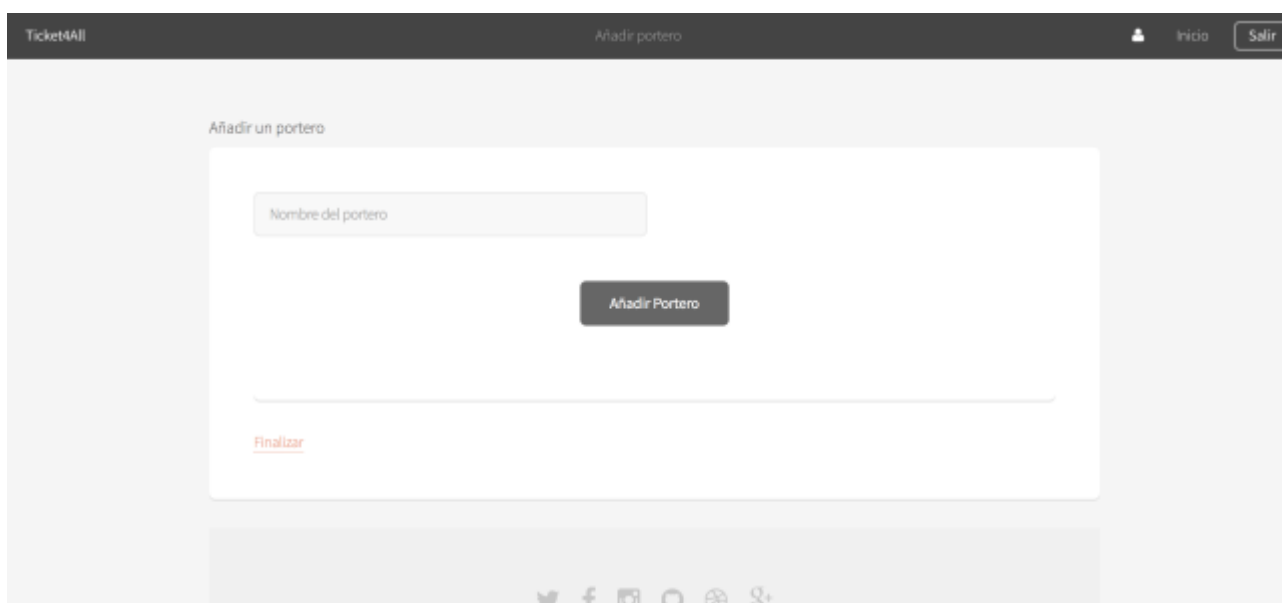 Ticket4All
Añadir portero
Inicio
Salir
Añadir un portero
Nombre del portero
Añadir Portero
Finalizar